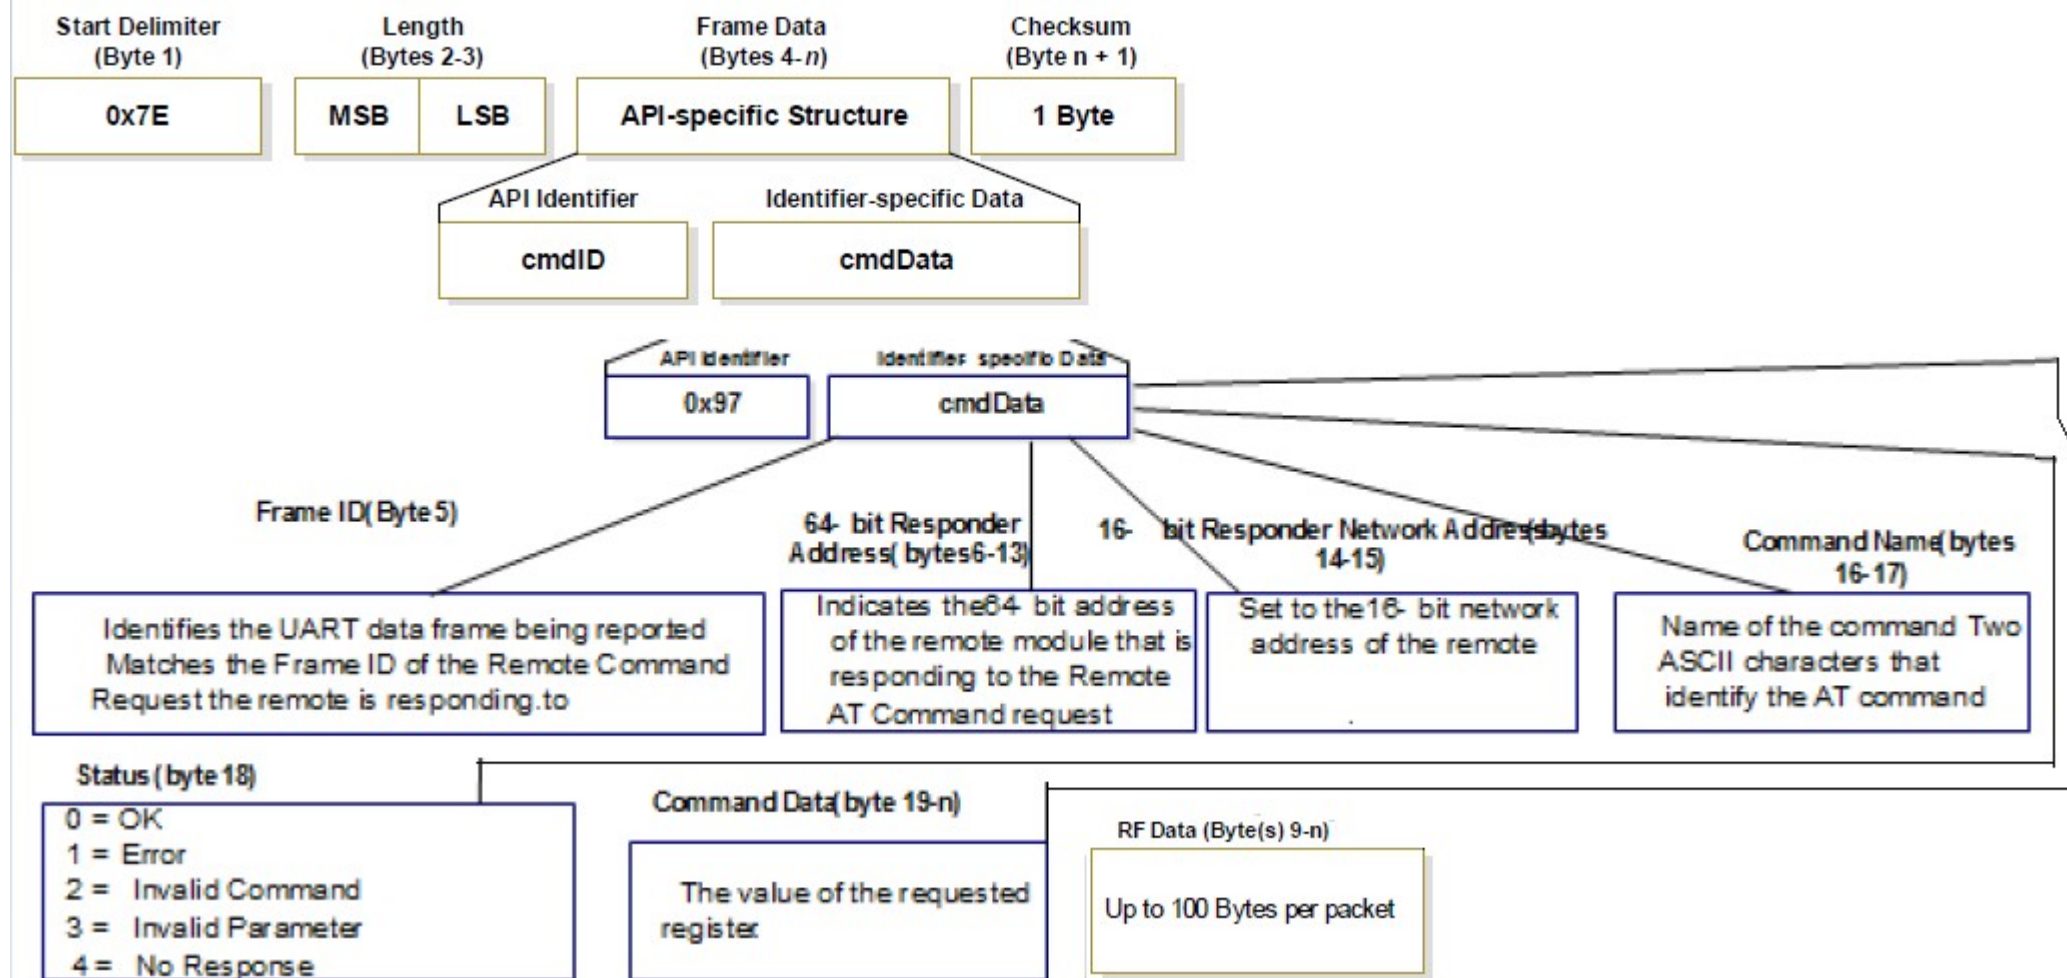 Start Delimiter
(Byte 1)
Length
(Bytes 2-3)
Frame Data
(Bytes 4-n)
Checksum
(Byte n + 1)
0x7E
MSB
LSB
API-specific Structure
1 Byte
API Identifier
Identifier-specific Data
cmdID
cmdData
API Identifier
Identifier specific Data
0x97
cmdData
Frame ID(Byte 5)
64- bit Responder
Address( bytes6-13)
16- bit Responder Network Address(bytes
14-15)
Command Name(bytes
16-17)
Identifies the UART data frame being reported
Matches the Frame ID of the Remote Command
Request the remote is responding.to
Indicates the64 bit address
of the remote module that is
responding to the Remote
AT Command request
Set to the16- bit network
address of the remote
.
Name of the command Two
ASCII characters that
identify the AT command
Status(byte 18)
0 = OK
1 = Error
2 = Invalid Command
3 = Invalid Parameter
4 = No Response
Command Data(byte 19-n)
The value of the requested
register.
RF Data (Byte(s) 9-n)
Up to 100 Bytes per packet